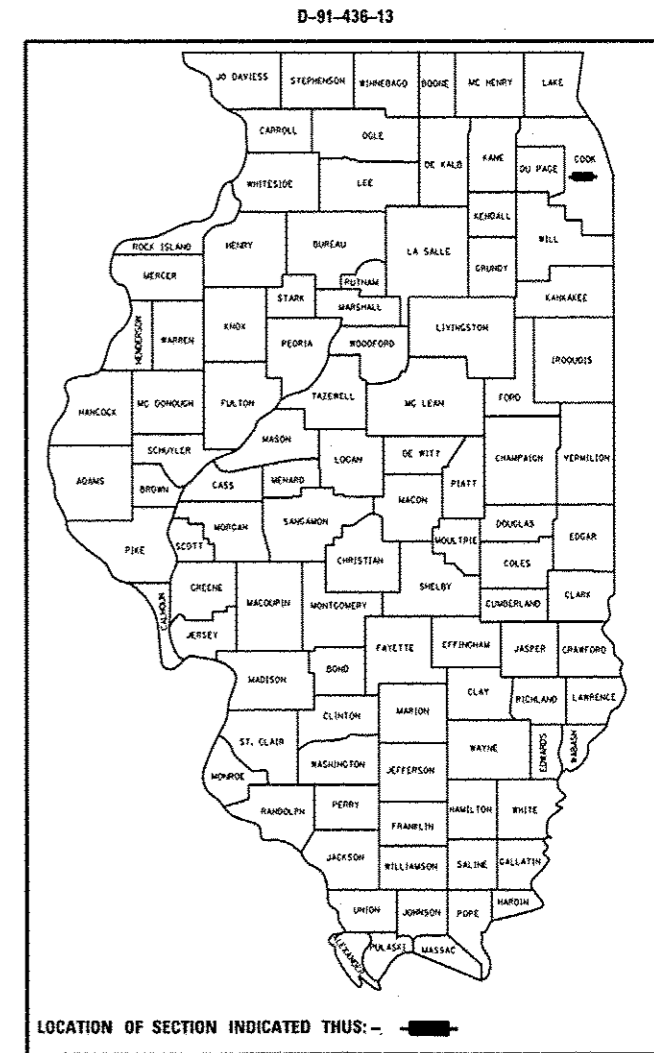 D-91-436-13
JO DAVIESS STEPHENSON WINNEBAGO BOONE MC HENRY LAKE
CARROLL OGLE
DE KALB KANE DU PAGE COOK
WHITESIDE LEE
KENDALL
ROCK ISLAND HENRY BUREAU LA SALLE WILL
MERCER PUTNAM GRUNDY
STARK MARSHALL KANKAKEE
HENDERSON WARREN KNOX PEORIA WOODFORD LIVINGSTON IROQUOIS
HANCOCK MC DONOUGH FULTON TAZEWELL MC LEAN FORD
MASON
SCHUYLER LOGAN DE WITT CHAMPAIGN VERMILION
ADAMS BROWN CASS MENARD PIATT
MACON
MORGAN SANGAMON DOUGLAS
PIKE SCOTT CHRISTIAN MOULTRIE EDGAR
COLES
GREENE SHELBY
CALHOUN MACOUPIN MONTGOMERY CUMBERLAND CLARK
JERSEY
FAYETTE EFFINGHAM JASPER CRAWFORD
BOND
MADISON CLAY RICHLAND LAWRENCE
CLINTON MARION
ST. CLAIR WAYNE EDWARDS WABASH
WASHINGTON JEFFERSON
MONROE
RANDOLPH PERRY HAMILTON WHITE
FRANKLIN
JACKSON WILLIAMSON SALINE GALLATIN
HARDIN
UNION JOHNSON POPE
ALEXANDER PULASKI MASSAC
LOCATION OF SECTION INDICATED THUS: -